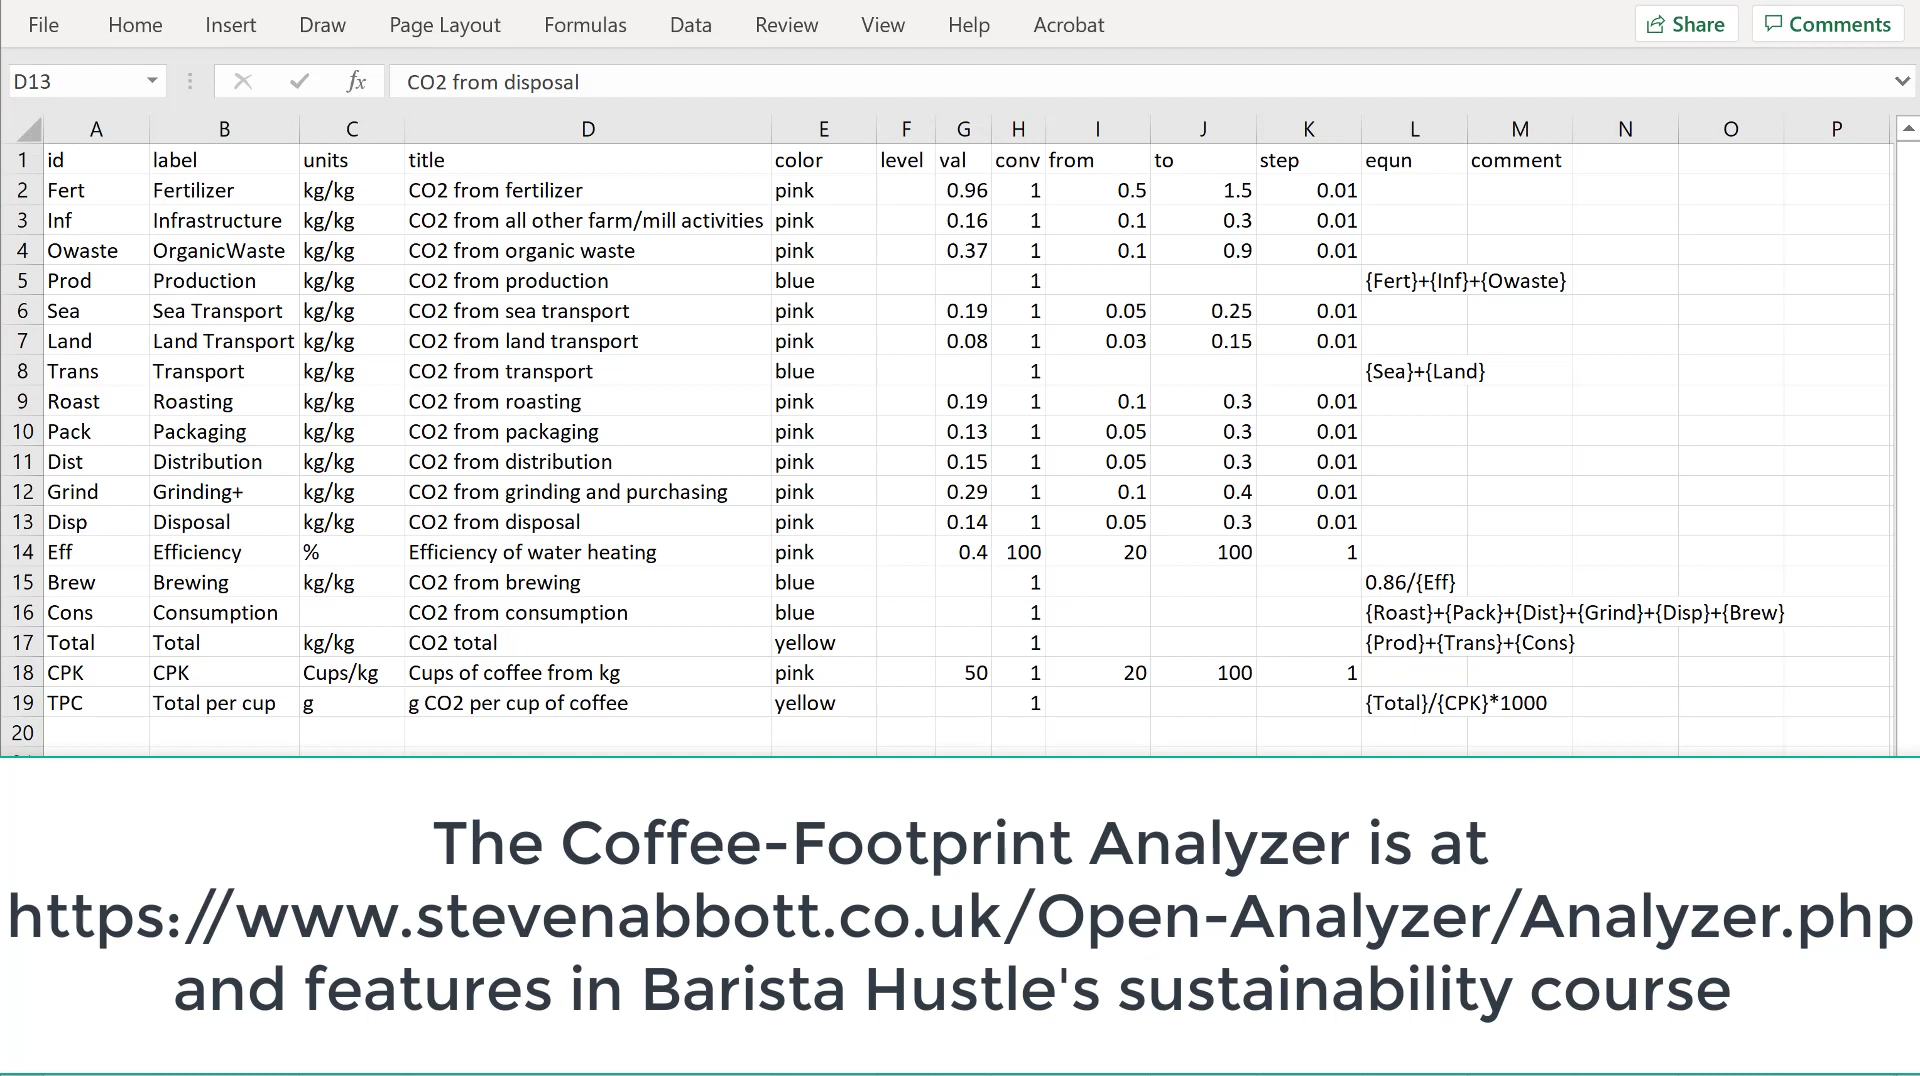 File Home Insert Draw Page Layout Formulas Data Review View Help Acrobat Share Comments
D13 fx CO2 from disposal
A B C D E F G H I J K L M N O P
1 id label units title color level val conv from to step equn comment
2 Fert Fertilizer kg/kg CO2 from fertilizer pink 0.96 1 0.5 1.5 0.01
3 Inf Infrastructure kg/kg CO2 from all other farm/mill activities pink 0.16 1 0.1 0.3 0.01
4 Owaste OrganicWaste kg/kg CO2 from organic waste pink 0.37 1 0.1 0.9 0.01
5 Prod Production kg/kg CO2 from production blue 1 {Fert}+{Inf}+{Owaste}
6 Sea Sea Transport kg/kg CO2 from sea transport pink 0.19 1 0.05 0.25 0.01
7 Land Land Transport kg/kg CO2 from land transport pink 0.08 1 0.03 0.15 0.01
8 Trans Transport kg/kg CO2 from transport blue 1 {Sea}+{Land}
9 Roast Roasting kg/kg CO2 from roasting pink 0.19 1 0.1 0.3 0.01
10 Pack Packaging kg/kg CO2 from packaging pink 0.13 1 0.05 0.3 0.01
11 Dist Distribution kg/kg CO2 from distribution pink 0.15 1 0.05 0.3 0.01
12 Grind Grinding+ kg/kg CO2 from grinding and purchasing pink 0.29 1 0.1 0.4 0.01
13 Disp Disposal kg/kg CO2 from disposal pink 0.14 1 0.05 0.3 0.01
14 Eff Efficiency % Efficiency of water heating pink 0.4 100 20 100 1
15 Brew Brewing kg/kg CO2 from brewing blue 1 0.86/{Eff}
16 Cons Consumption CO2 from consumption blue 1 {Roast}+{Pack}+{Dist}+{Grind}+{Disp}+{Brew}
17 Total Total kg/kg CO2 total yellow 1 {Prod}+{Trans}+{Cons}
18 CPK CPK Cups/kg Cups of coffee from kg pink 50 1 20 100 1
19 TPC Total per cup g g CO2 per cup of coffee yellow 1 {Total}/{CPK}*1000
20
The Coffee-Footprint Analyzer is at
https://www.stevenabbott.co.uk/Open-Analyzer/Analyzer.php
and features in Barista Hustle's sustainability course